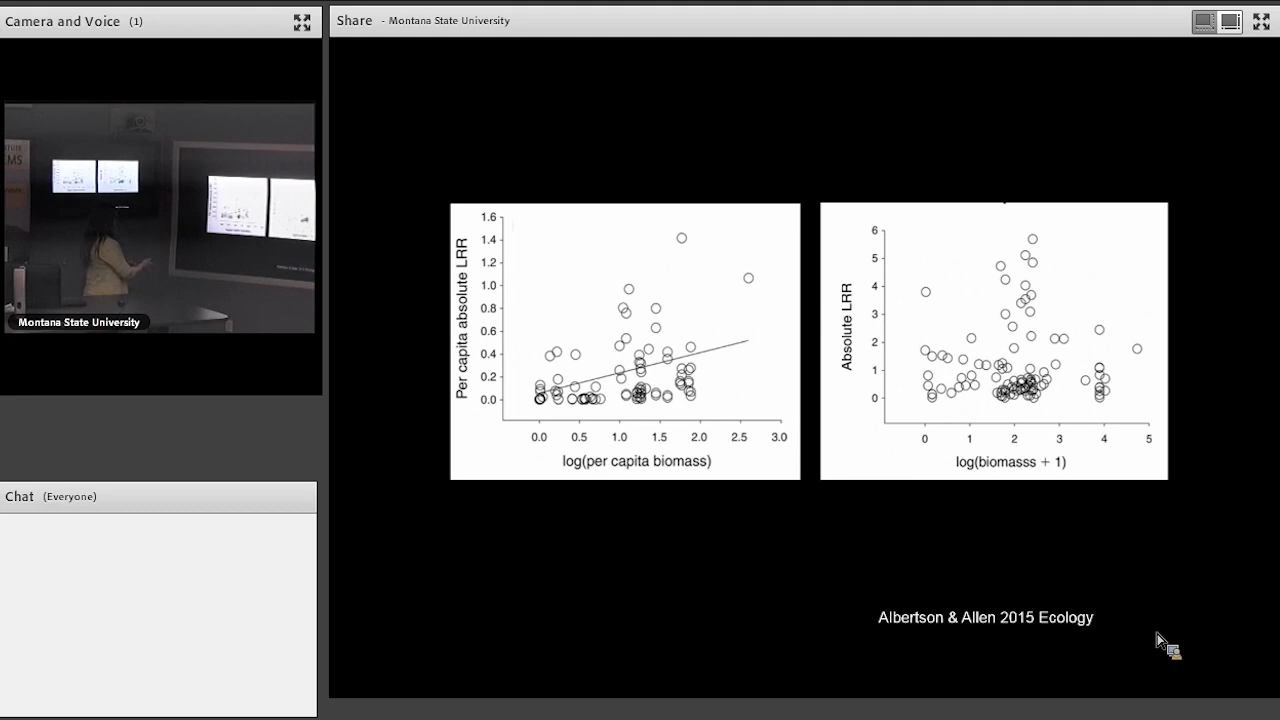 Camera and Voice (1)
Montana State University
Chat (Everyone)
Share - Montana State University
Per capita absolute LRR
1.6
1.4
1.2
1.0
0.8
0.6
0.4
0.2
0.0
0.0 0.5 1.0 1.5 2.0 2.5 3.0
log(per capita biomass)
Absolute LRR
6
5
4
3
2
1
0
0 1 2 3 4 5
log(biomasss + 1)
Albertson & Allen 2015 Ecology